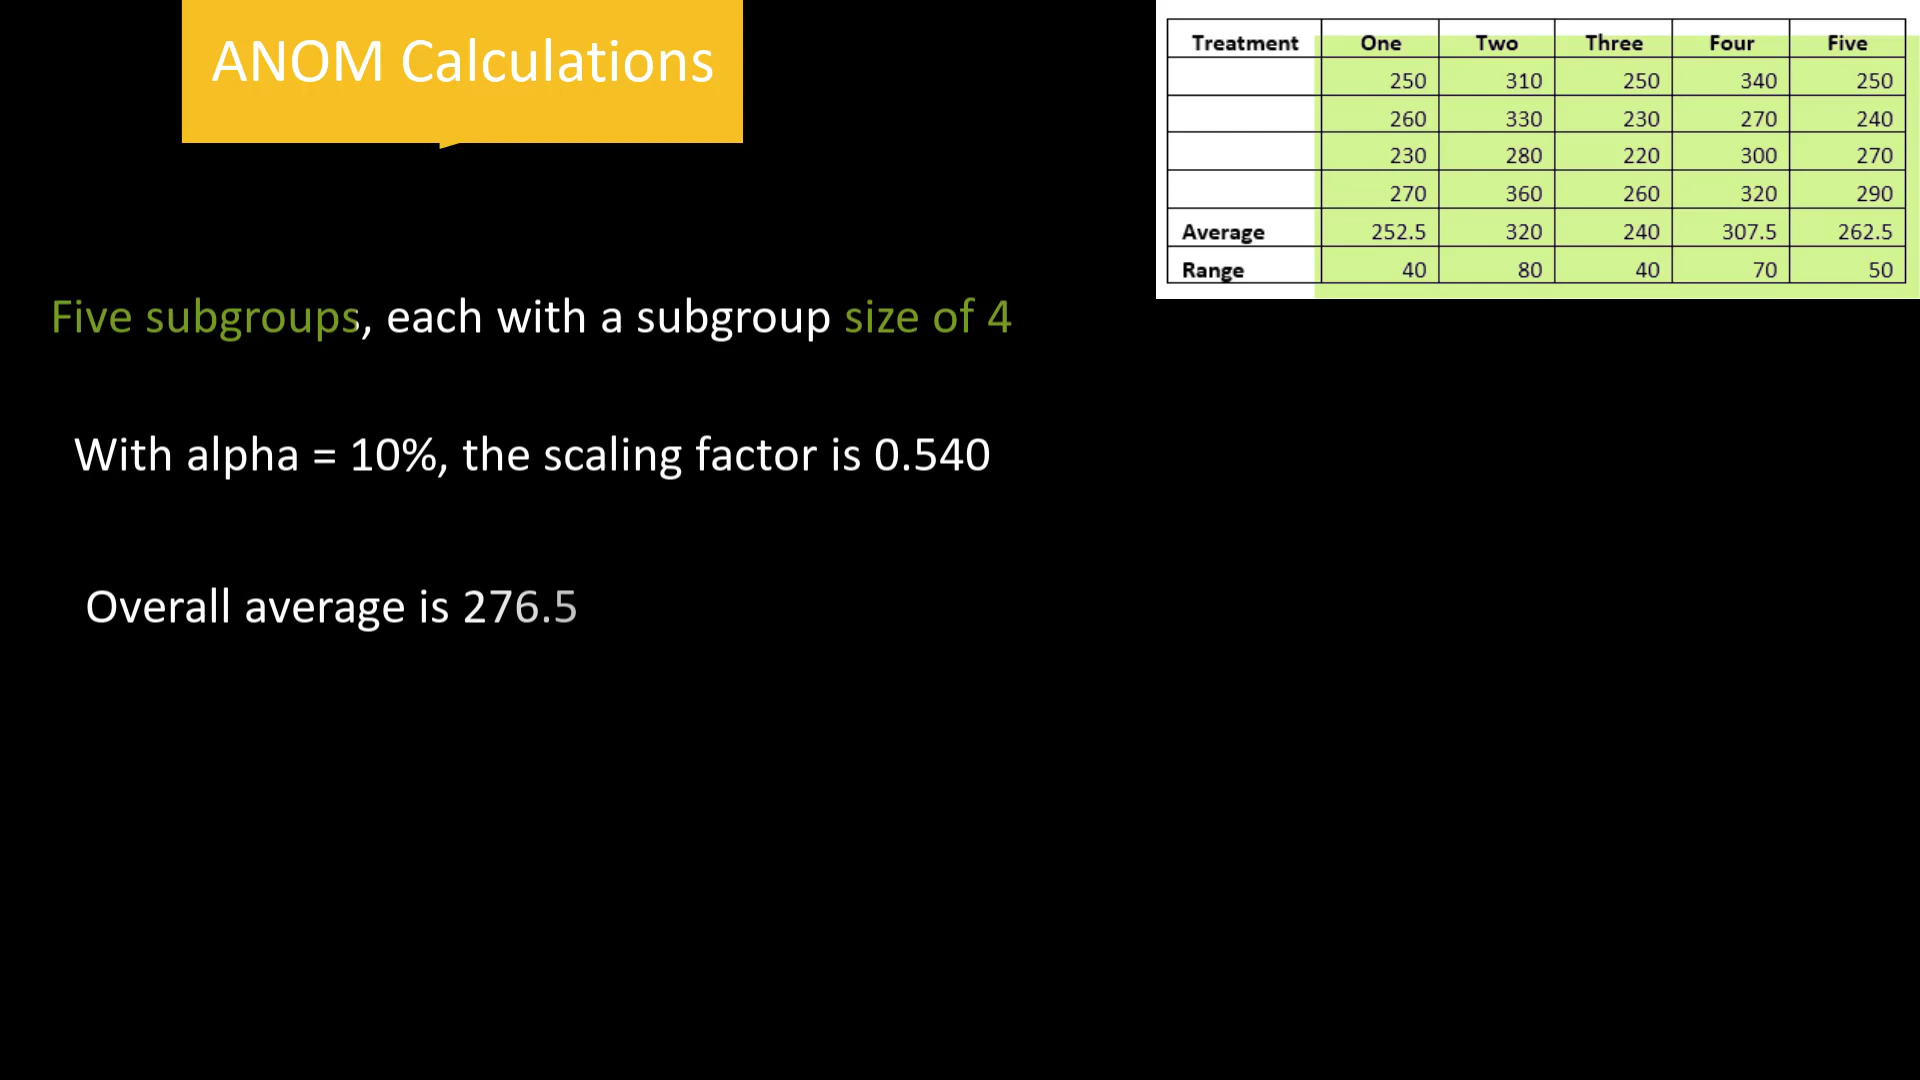 ANOM Calculations
Treatment One Two Three Four Five
250 310 250 340 250
260 330 230 270 240
230 280 220 300 270
270 360 260 320 290
Average 252.5 320 240 307.5 262.5
Range 40 80 40 70 50
Five subgroups, each with a subgroup size of 4
With alpha = 10%, the scaling factor is 0.540
Overall average is 276.5